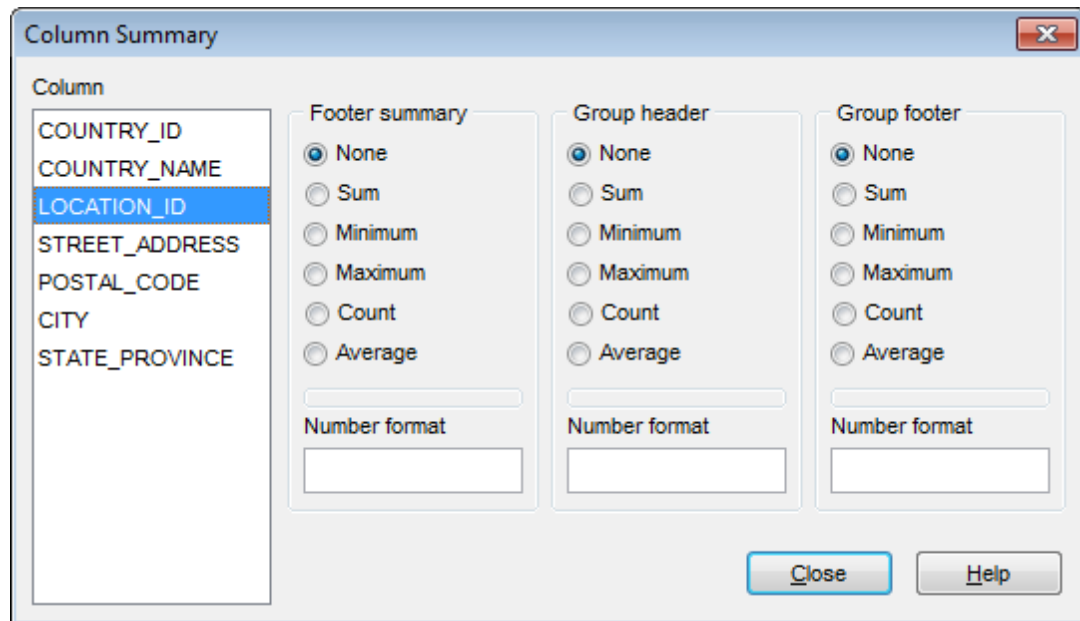 Column Summary
Column
COUNTRY_ID
COUNTRY_NAME
LOCATION_ID
STREET_ADDRESS
POSTAL_CODE
CITY
STATE_PROVINCE
Footer summary
None
Sum
Minimum
Maximum
Count
Average
Number format
Group header
None
Sum
Minimum
Maximum
Count
Average
Number format
Group footer
None
Sum
Minimum
Maximum
Count
Average
Number format
Close
Help